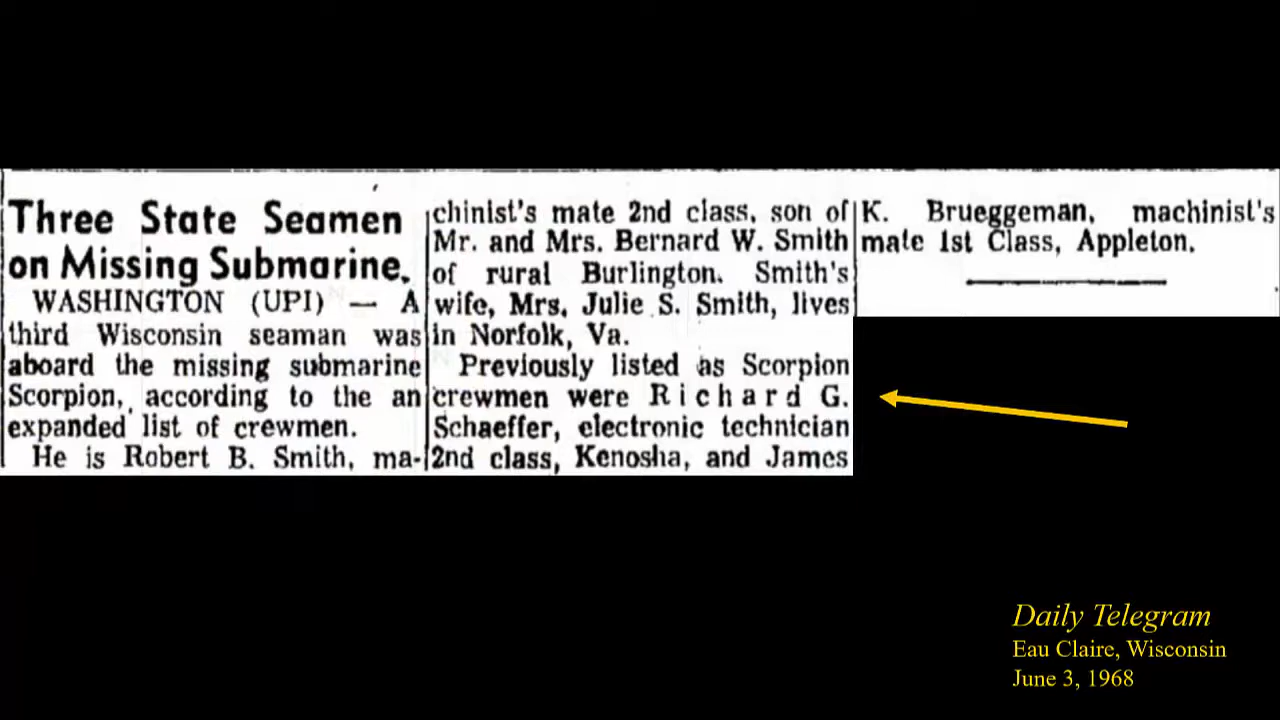 Three State Seamen
on Missing Submarine.
WASHINGTON (UPI) — A
third Wisconsin seaman was
aboard the missing submarine
Scorpion, according to the an
expanded list of crewmen.
He is Robert B. Smith, ma-
chinist's mate 2nd class, son of
Mr. and Mrs. Bernard W. Smith
of rural Burlington. Smith's
wife, Mrs. Julie S. Smith, lives
in Norfolk, Va.
Previously listed as Scorpion
crewmen were Richard G.
Schaeffer, electronic technician
2nd class, Kenosha, and James
K. Brueggeman, machinist's
mate 1st Class, Appleton.
Daily Telegram
Eau Claire, Wisconsin
June 3, 1968